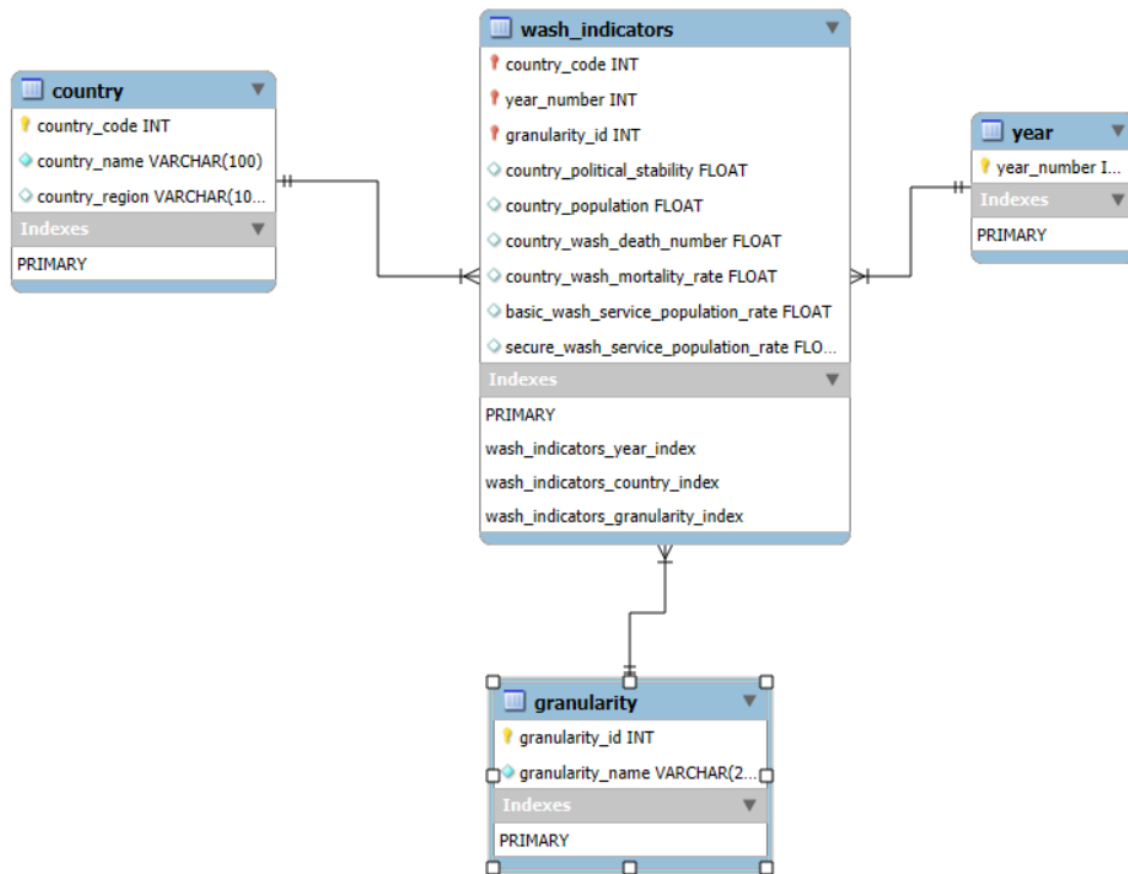 country
country_code INT
country_name VARCHAR(100)
country_region VARCHAR(10...
Indexes
PRIMARY
wash_indicators
country_code INT
year_number INT
granularity_id INT
country_political_stability FLOAT
country_population FLOAT
country_wash_death_number FLOAT
country_wash_mortality_rate FLOAT
basic_wash_service_population_rate FLOAT
secure_wash_service_population_rate FLO...
Indexes
PRIMARY
wash_indicators_year_index
wash_indicators_country_index
wash_indicators_granularity_index
year
year_number I...
Indexes
PRIMARY
granularity
granularity_id INT
granularity_name VARCHAR(2...
Indexes
PRIMARY